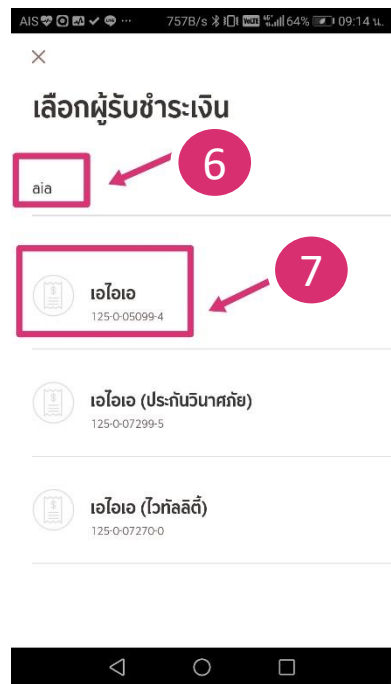 AIS ... 757B/s VoLTE 64% 09:14 น.
เลือกผู้รับชำระเงิน
6
aia
7
เอไอเอ
125-0-05099-4
เอไอเอ (ประกันวินาศภัย)
125-0-07299-5
เอไอเอ (ไวทัลลิตี้)
125-0-07270-0